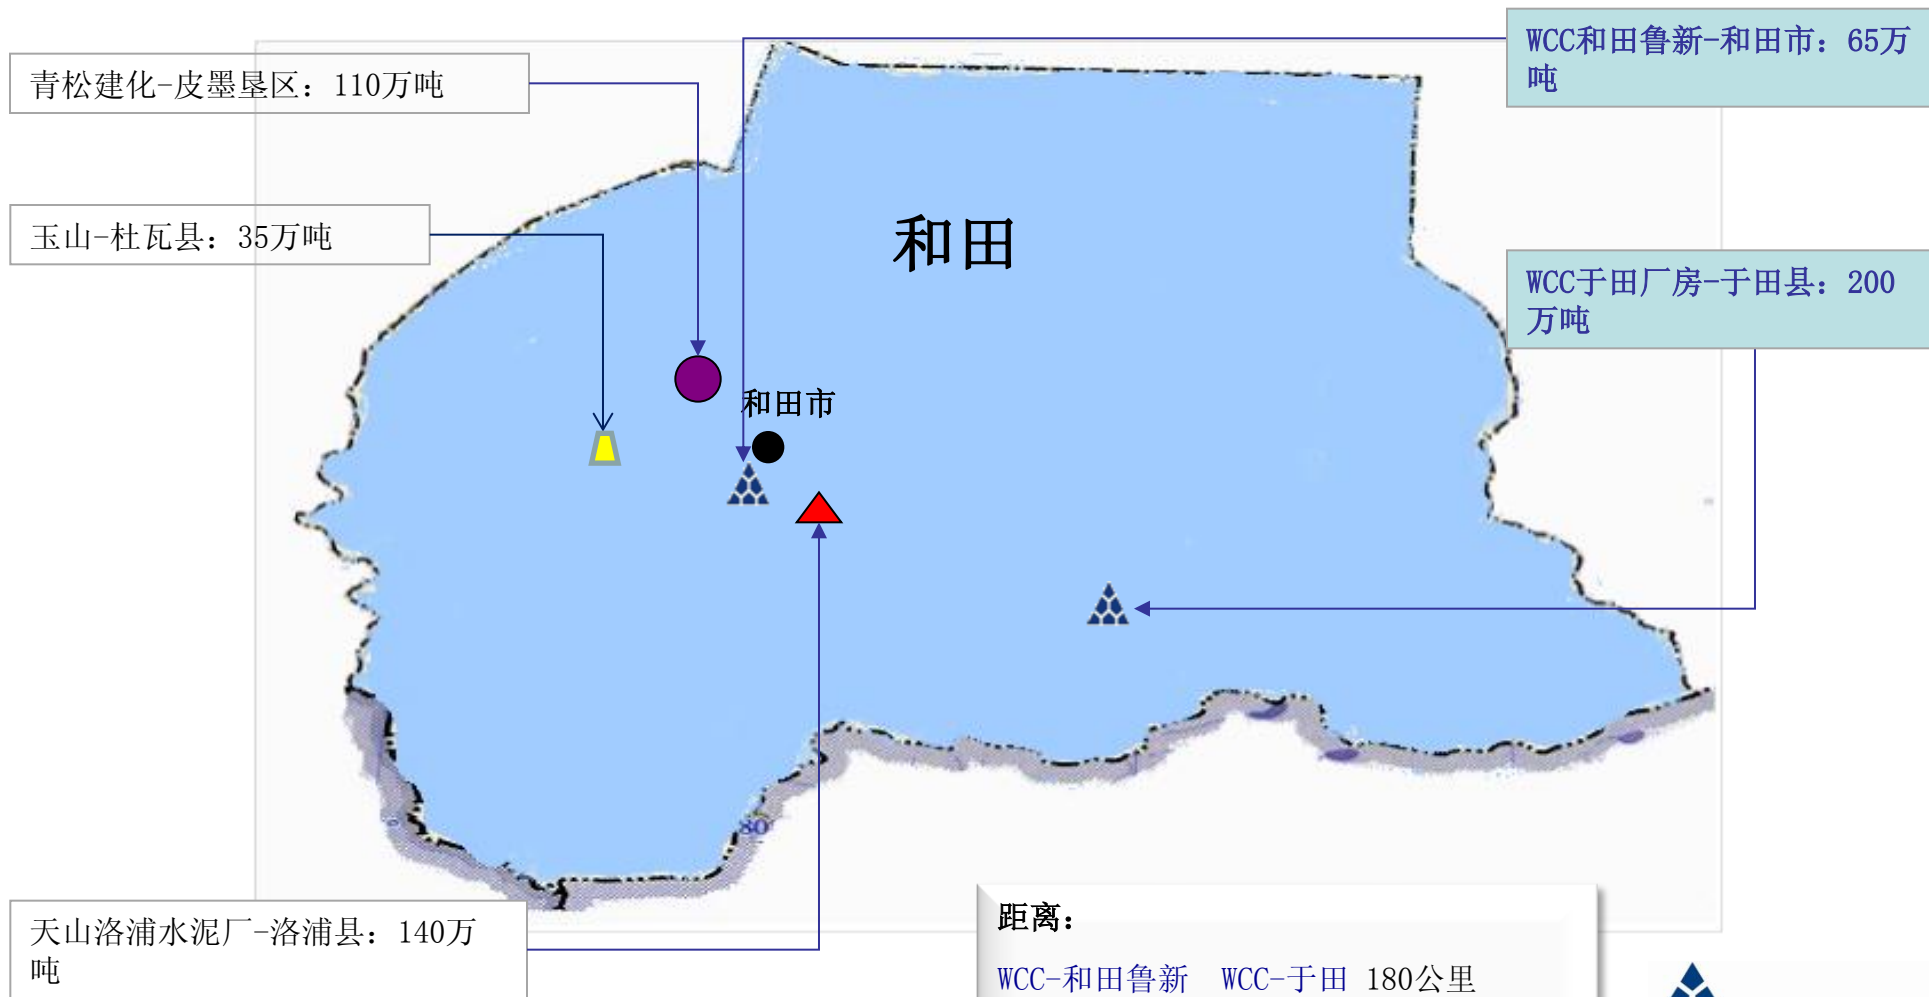 WCC和田鲁新-和田市: 65万
吨
青松建化-皮墨垦区: 110万吨
玉山-杜瓦县: 35万吨
和田
WCC于田厂房-于田县: 200
万吨
和田市
80
天山洛浦水泥厂-洛浦县: 140万
吨
距离:
WCC-和田鲁新 WCC-于田 180公里